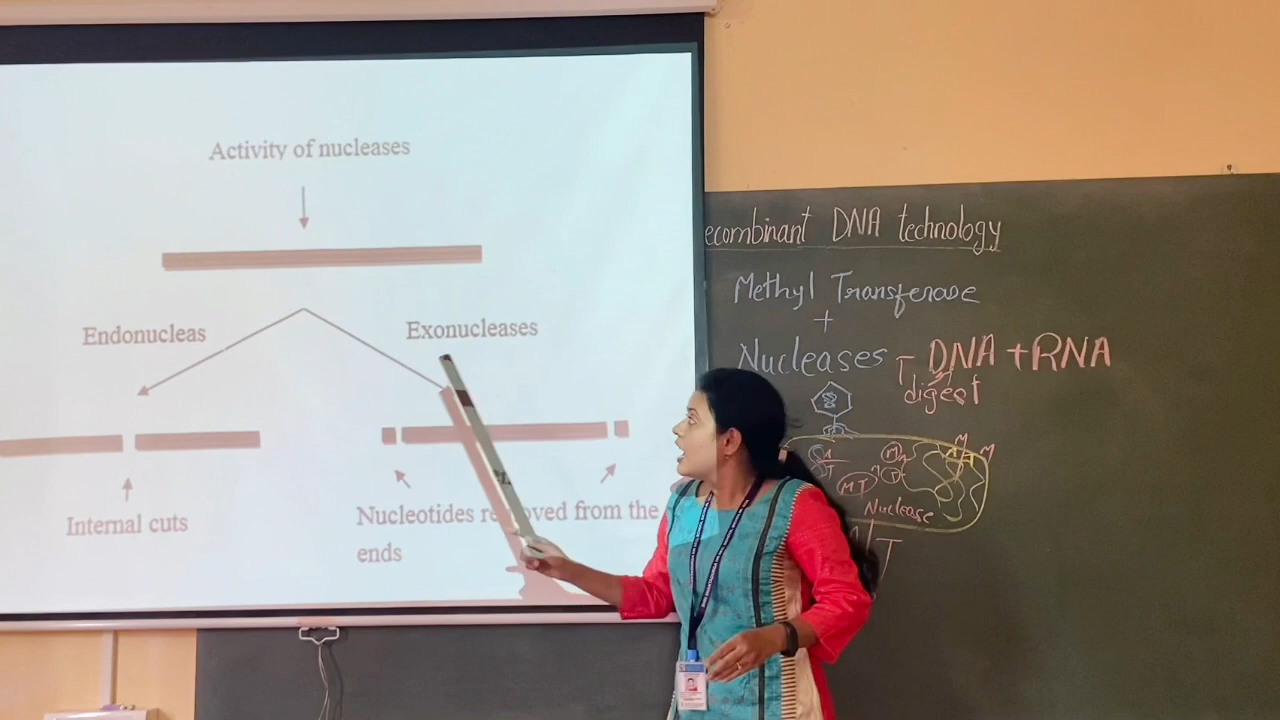 Activity of nucleases
Endonucleas
Exonucleases
Internal cuts
Nucleotides re oved from the
ends
ecombinant DNA technology
Methyl Transferase
+
Nucleases DNA + RNA
digest
M
M M
A
T
M T
Nuclease
T